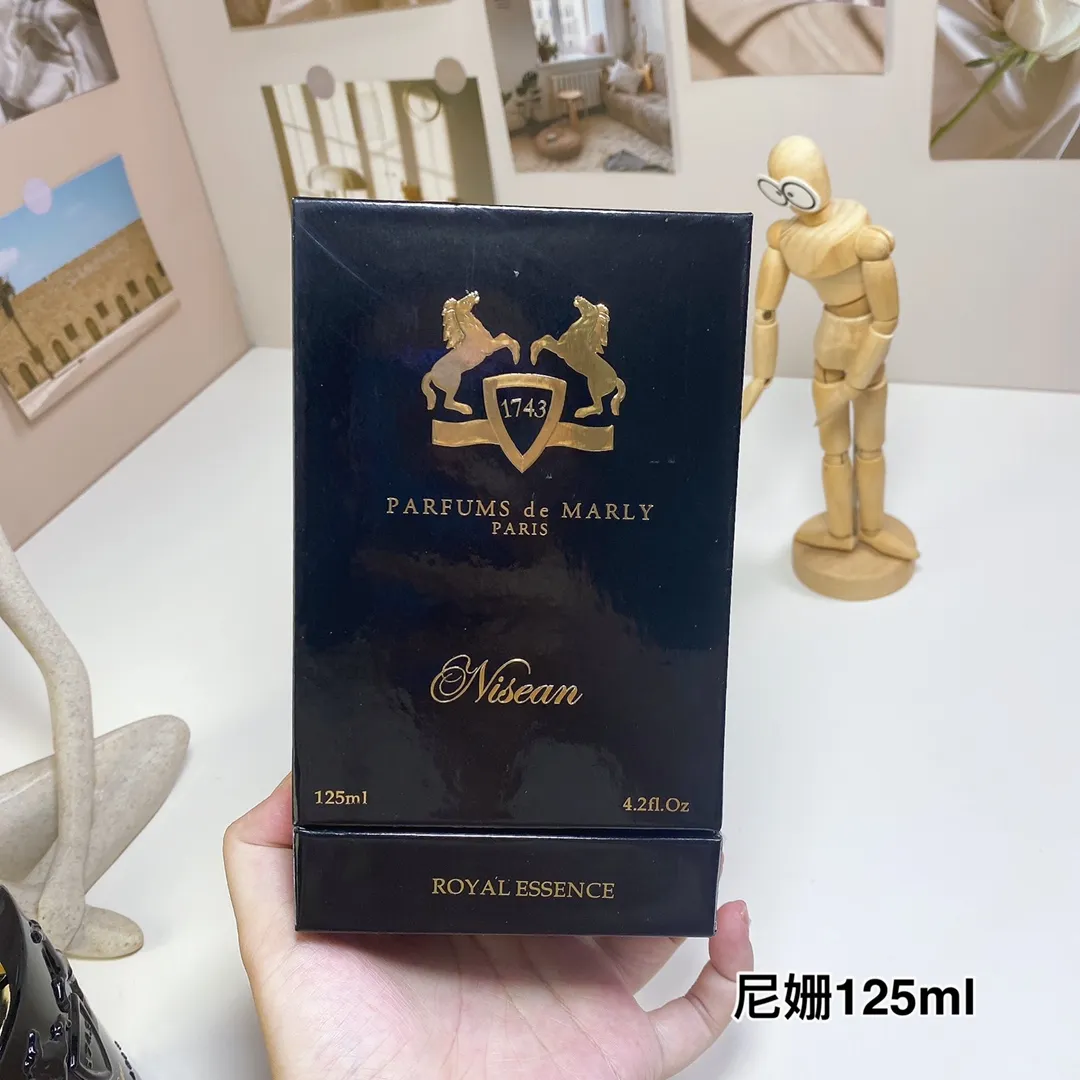 1743
PARFUMS de MARLY
PARIS
Nisean
125ml 4.2fl.Oz
ROYAL ESSENCE
尼姗125ml